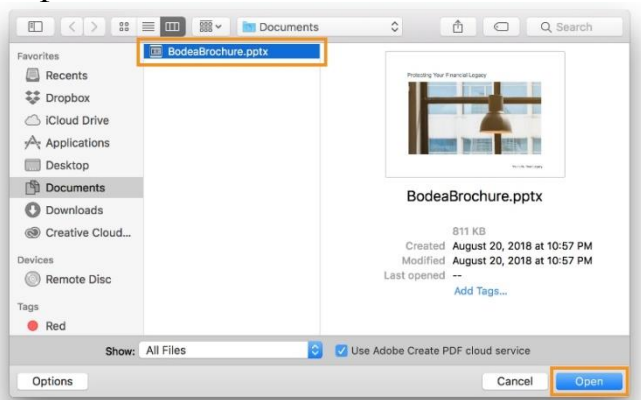 Documents
Search
Favorites
BodeaBrochure.pptx
Recents
Dropbox
iCloud Drive
Applications
Desktop
Documents
Downloads
Creative Cloud...
Devices
Remote Disc
Tags
Red
Protecting Your Financial Legacy
BodeaBrochure.pptx
811 KB
Created August 20, 2018 at 10:57 PM
Modified August 20, 2018 at 10:57 PM
Last opened --
Add Tags...
Show: All Files
Use Adobe Create PDF cloud service
Options
Cancel
Open